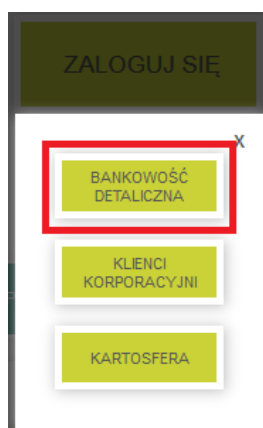 ZALOGUJ SIĘ
X
BANKOWOŚĆ
DETALICZNA
KLIENCI
KORPORACYJNI
KARTOSFERA